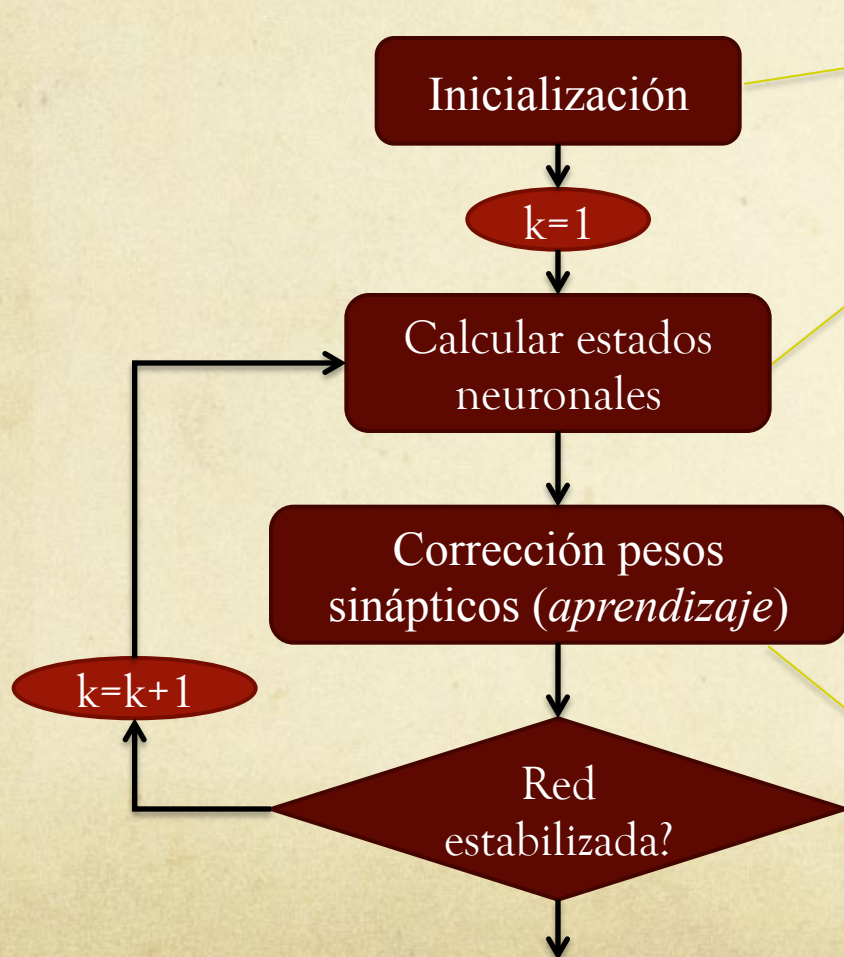 Inicialización
k=1
Calcular estados
neuronales
Corrección pesos
sinápticos (aprendizaje)
k=k+1
Red
estabilizada?